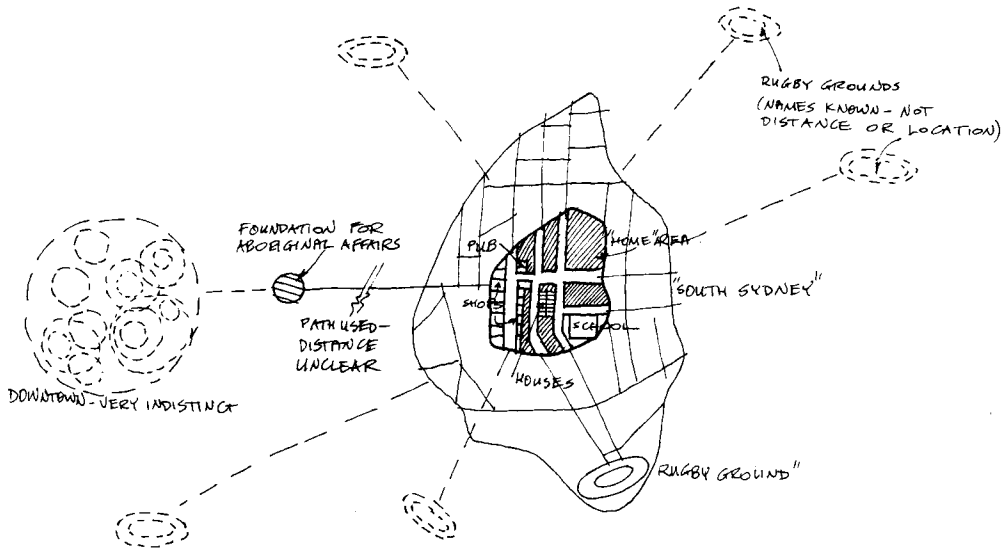 RUGBY GROUNDS
(NAMES KNOWN - NOT
DISTANCE OR LOCATION)
FOUNDATION FOR
ABORIGINAL AFFAIRS
PUB
"HOME" AREA
"SOUTH SYDNEY"
SHOPS
PATH USED -
DISTANCE
UNCLEAR
SCHOOL
HOUSES
DOWNTOWN - VERY INDISTINCT
RUGBY GROUND"